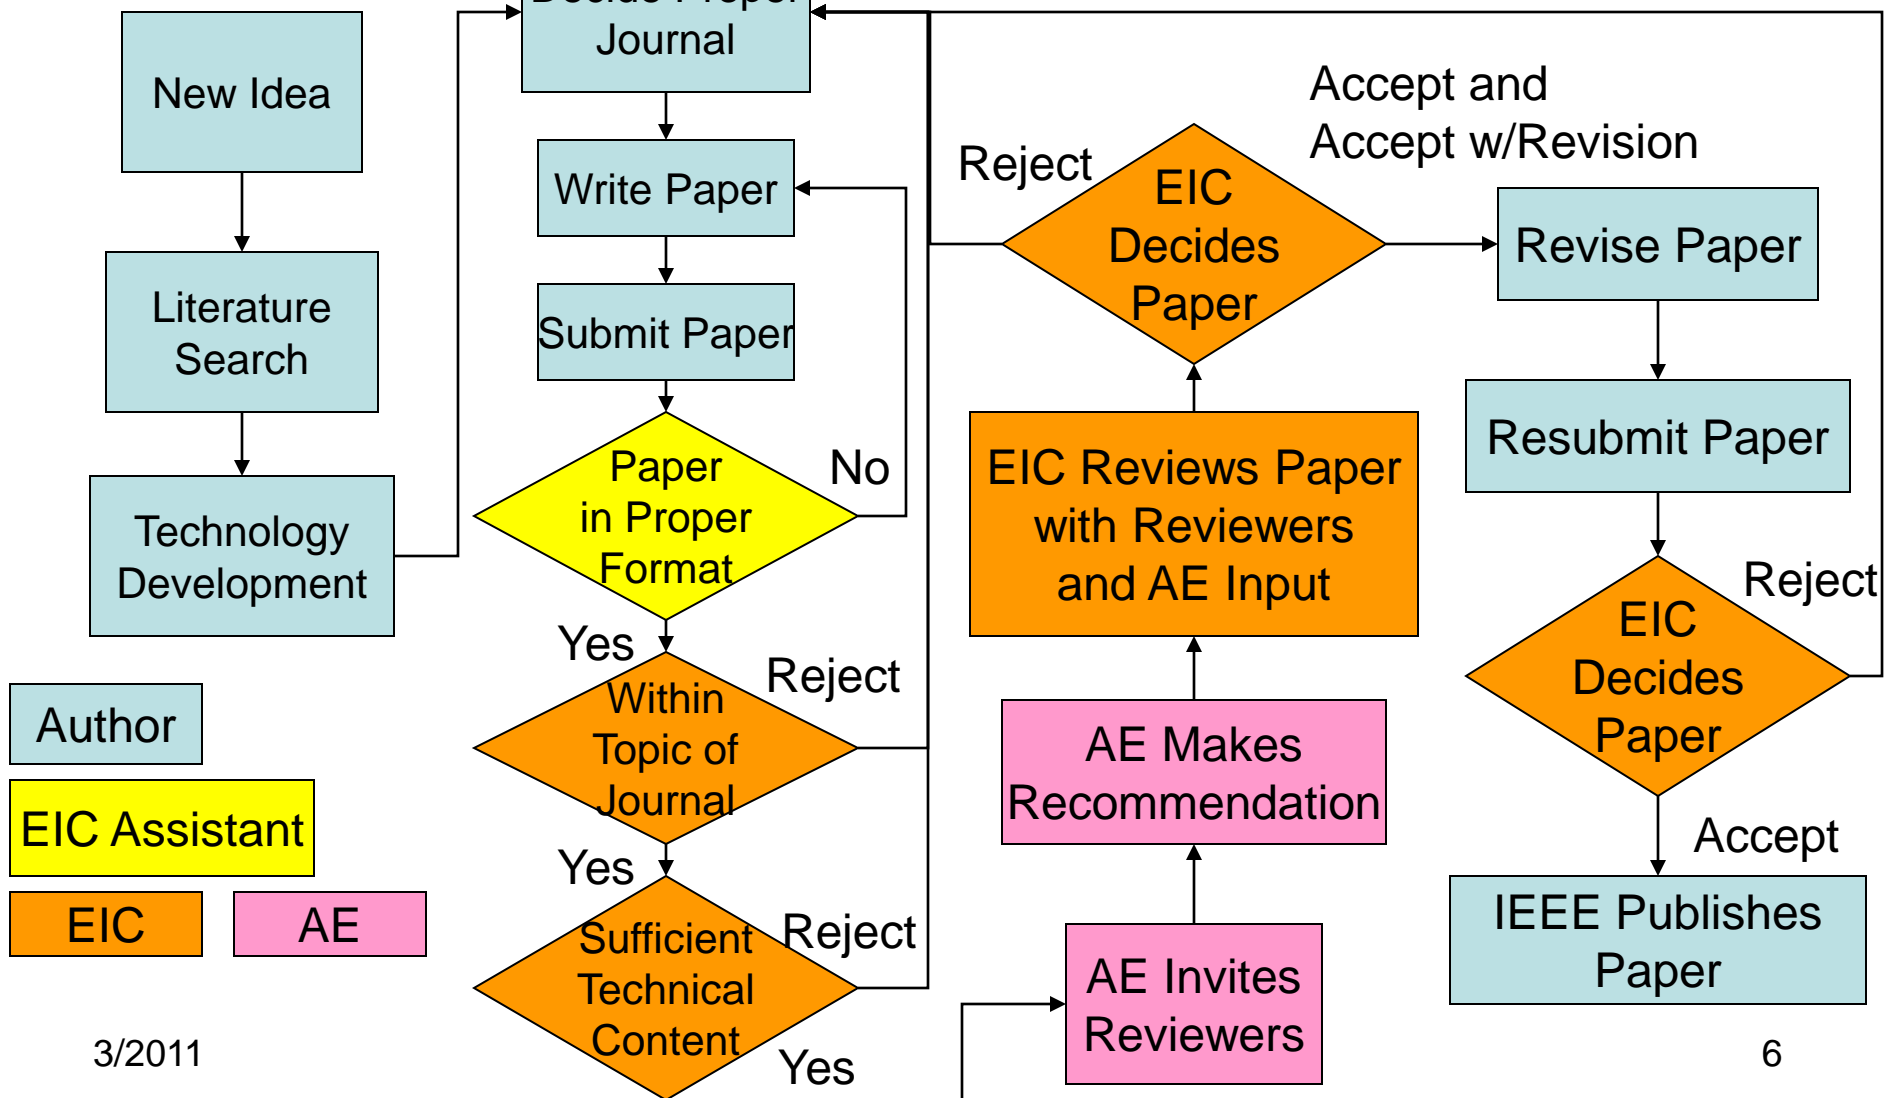 New Idea
Literature
Search
Technology
Development
Decide Proper
Journal
Write Paper
Submit Paper
Paper
in Proper
Format
No
Yes
Within
Topic of
Journal
Reject
Yes
Sufficient
Technical
Content
Reject
Yes
AE Invites
Reviewers
AE Makes
Recommendation
EIC Reviews Paper
with Reviewers
and AE Input
EIC
Decides
Paper
Reject
Accept and
Accept w/Revision
Revise Paper
Resubmit Paper
EIC
Decides
Paper
Reject
Accept
IEEE Publishes
Paper
Author
EIC Assistant
EIC
AE
3/2011
6